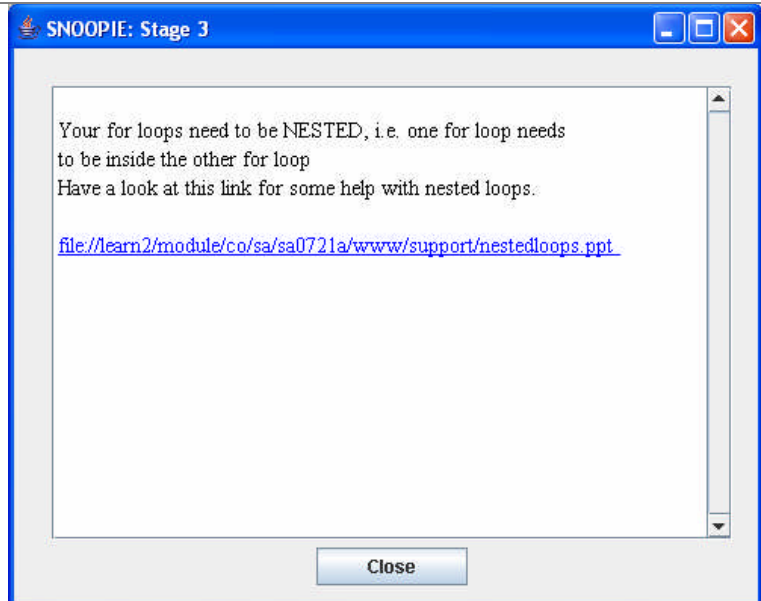 SNOOPIE: Stage 3
Your for loops need to be NESTED, i.e. one for loop needs
to be inside the other for loop
Have a look at this link for some help with nested loops.
file://learn2/module/co/sa/sa0721a/www/support/nestedloops.ppt
Close